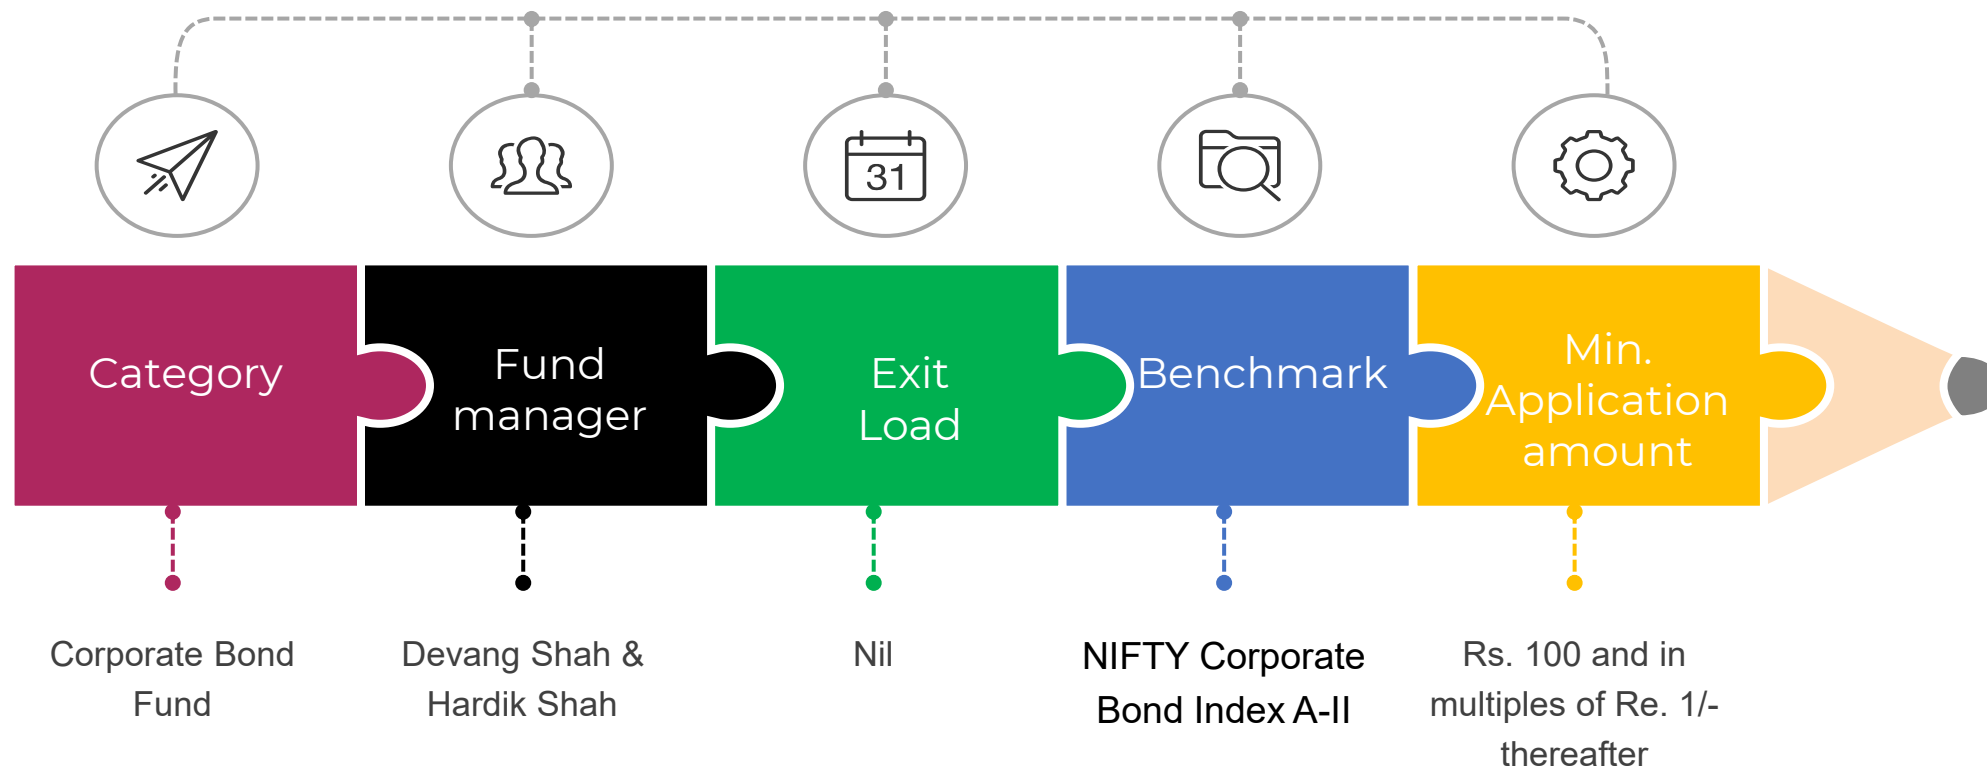 31
Category
Fund
manager
Exit
Load
Benchmark
Min.
Application
amount
Corporate Bond
Fund
Devang Shah &
Hardik Shah
Nil
NIFTY Corporate
Bond Index A-II
Rs. 100 and in
multiples of Re. 1/-
thereafter